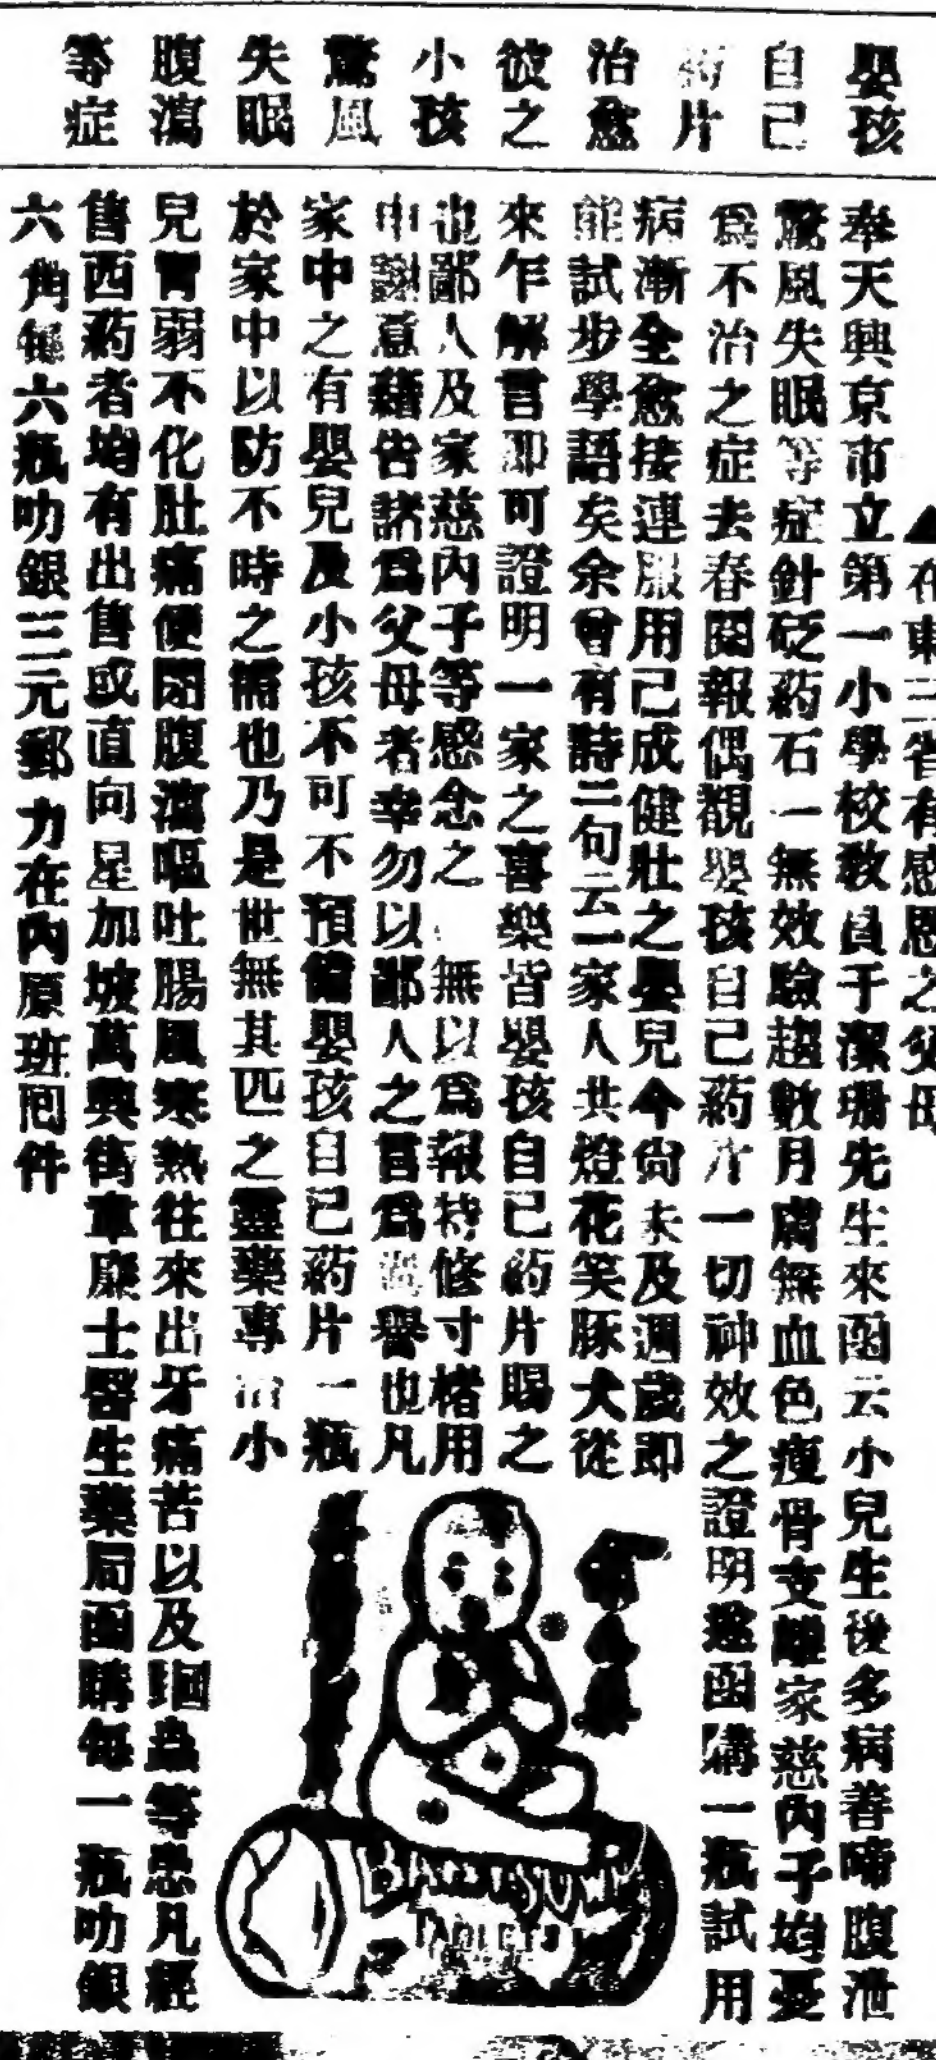 嬰孩
自己
藥片
治愈
彼之
小孩
驚風
失眠
腹瀉
等症
▲在東三省有感恩之父母
奉天興京市立第一小學校敎員于潔珊先生來函云小兒生後多病善啼腹泄
驚風失眠等症針砭葯石一無效驗趨數月膚無血色瘦骨支離家慈內子均憂
爲不治之症去春閱報偶覩嬰孩自己葯片一切神效之證明遂函購一瓶試用
病漸全愈接連服用己成健壯之嬰兒今尙未及週歲即
能試步學語矣余曾有詩二句云一家人共燈花笑豚犬從
來乍解言即可證明一家之喜樂皆嬰孩自己葯片賜之
也鄙人及家慈內子等感念之 無以爲報特修寸楮用
申謝意藉告諸爲父母者幸勿以鄙人之言爲 譽也凡
家中之有嬰兒及小孩不可不預備嬰孩自己葯片一瓶
於家中以防不時之需也乃是世無其匹之靈藥專治小
兒胃弱不化肚痛便閉腹瀉嘔吐腸風寒熱往來出牙痛苦以及蛔蟲等患凡經
售西葯者均有出售或直向星加坡萬興街韋廉士醫生藥局函購每一瓶叻銀
六角每六瓶叻銀三元郵力在內原班囘件
TABLETS